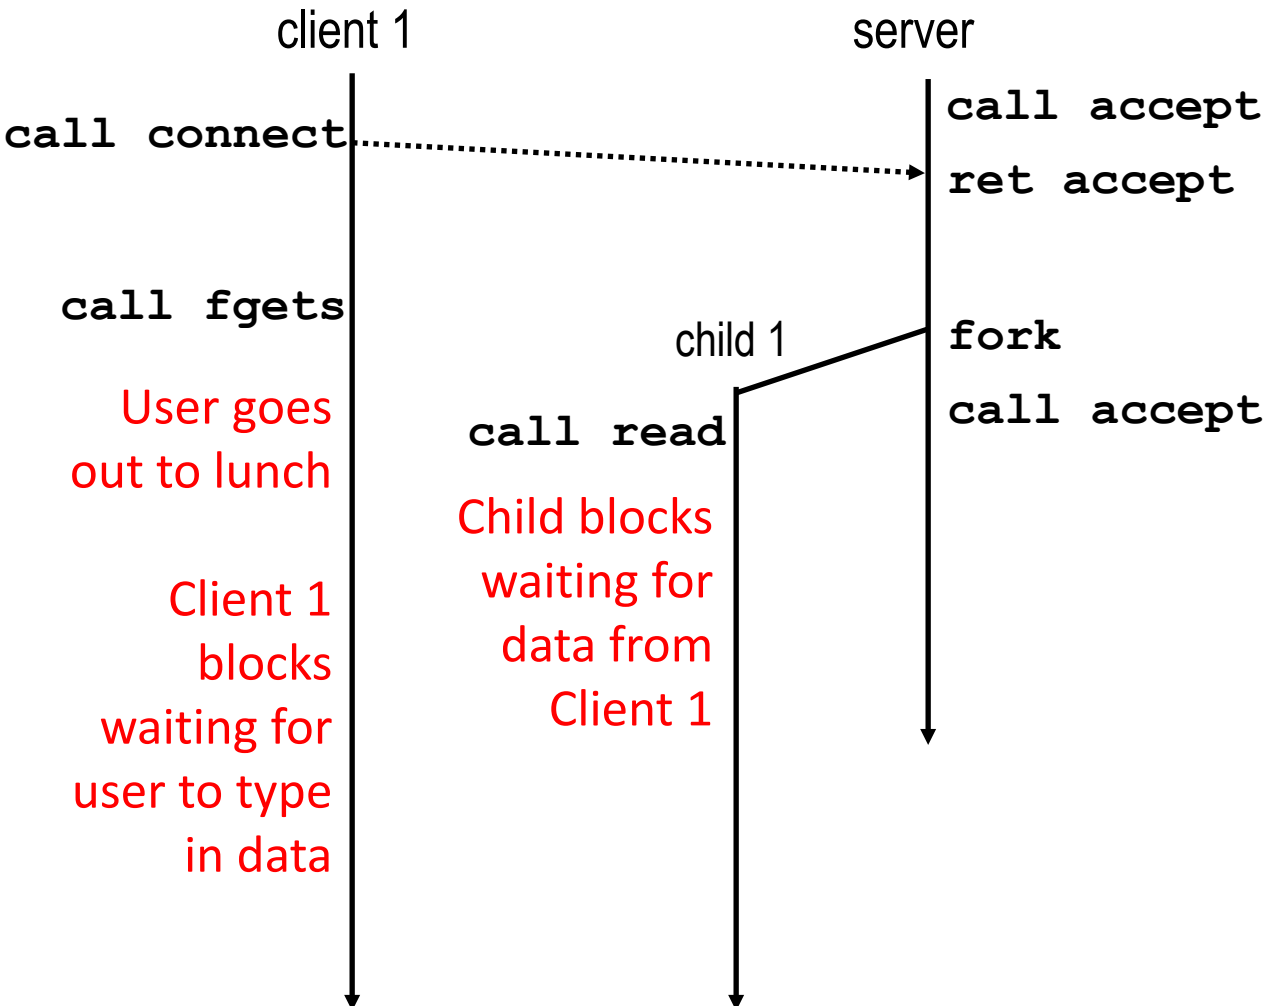 client 1
server
call connect
call accept
ret accept
call fgets
child 1
fork
call accept
call read
User goes
out to lunch
Client 1
blocks
waiting for
user to type
in data
Child blocks
waiting for
data from
Client 1